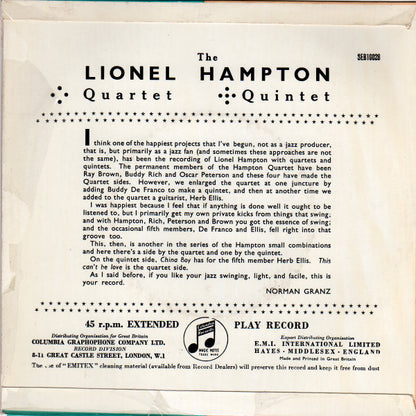 SEB10028
The
LIONEL HAMPTON
Quartet Quintet
I think one of the happiest projects that I've begun, not as a jazz producer,
that is, but primarily as a jazz fan (and sometimes these approaches are not
the same), has been the recording of Lionel Hampton with quartets and
quintets. The permanent members of the Hampton Quartet have been
Ray Brown, Buddy Rich and Oscar Peterson and these four have made the
Quartet sides. However, we enlarged the quartet at one juncture by
adding Buddy De Franco to make a quintet, and then at another time we
added to the quartet a guitarist, Herb Ellis.
I was happiest because I feel that if anything is done well it ought to be
listened to, but I primarily get my own private kicks from things that swing;
and with Hampton, Rich, Peterson and Brown you got the essence of swing;
and the occasional fifth members, De Franco and Ellis, fell right into that
groove too.
This, then, is another in the series of the Hampton small combinations
and here there's a side by the quartet and one by the quintet.
On the quintet side, China Boy has for the fifth member Herb Ellis. This
can't be love is the quartet side.
As I said before, if you like your jazz swinging, light, and facile, this is
your record.
NORMAN GRANZ
45 r.p.m. EXTENDED PLAY RECORD
Distributing Organisation for Great Britain
COLUMBIA GRAPHOPHONE COMPANY LTD.
RECORD DIVISION
8-11 GREAT CASTLE STREET, LONDON, W.1
MAGIC NOTES
TRADE MARK
Export Distributing Organisation
E.M.I. INTERNATIONAL LIMITED
HAYES · MIDDLESEX · ENGLAND
Made and Printed in Great Britain
The use of "EMITEX" cleaning material (available from Record Dealers) will preserve this record and keep it free from dust